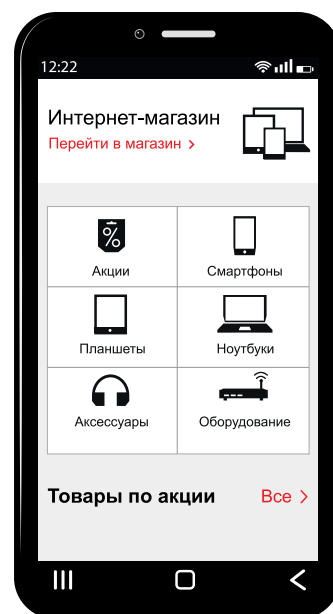 12:22
Интернет-магазин
Перейти в магазин >
%
Акции
Смартфоны
Планшеты
Ноутбуки
Аксессуары
Оборудование
Товары по акции
Все >